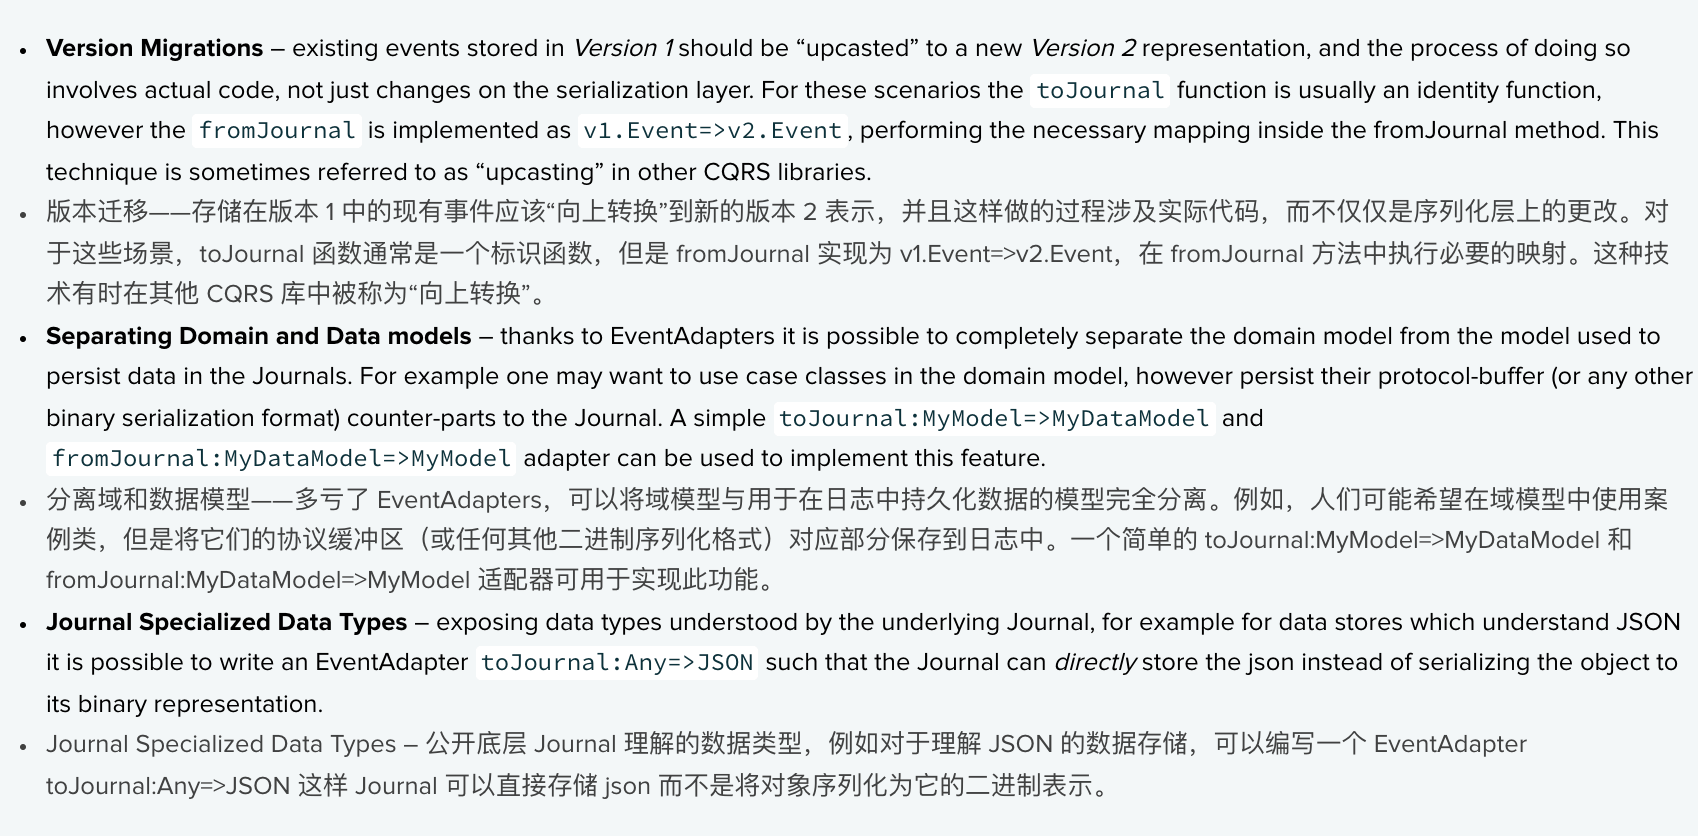 • Version Migrations – existing events stored in Version 1 should be “upcasted” to a new Version 2 representation, and the process of doing so
involves actual code, not just changes on the serialization layer. For these scenarios the toJournal function is usually an identity function,
however the fromJournal is implemented as v1.Event=>v2.Event, performing the necessary mapping inside the fromJournal method. This
technique is sometimes referred to as “upcasting” in other CQRS libraries.
• 版本迁移——存储在版本 1 中的现有事件应该“向上转换”到新的版本 2 表示，并且这样做的过程涉及实际代码，而不仅仅是序列化层上的更改。对
于这些场景，toJournal 函数通常是一个标识函数，但是 fromJournal 实现为 v1.Event=>v2.Event，在 fromJournal 方法中执行必要的映射。这种技
术有时在其他 CQRS 库中被称为“向上转换”。
• Separating Domain and Data models – thanks to EventAdapters it is possible to completely separate the domain model from the model used to
persist data in the Journals. For example one may want to use case classes in the domain model, however persist their protocol-buffer (or any other
binary serialization format) counter-parts to the Journal. A simple toJournal:MyModel=>MyDataModel and
fromJournal:MyDataModel=>MyModel adapter can be used to implement this feature.
• 分离域和数据模型——多亏了 EventAdapters，可以将域模型与用于在日志中持久化数据的模型完全分离。例如，人们可能希望在域模型中使用案
例类，但是将它们的协议缓冲区（或任何其他二进制序列化格式）对应部分保存到日志中。一个简单的 toJournal:MyModel=>MyDataModel 和
fromJournal:MyDataModel=>MyModel 适配器可用于实现此功能。
• Journal Specialized Data Types – exposing data types understood by the underlying Journal, for example for data stores which understand JSON
it is possible to write an EventAdapter toJournal:Any=>JSON such that the Journal can directly store the json instead of serializing the object to
its binary representation.
• Journal Specialized Data Types – 公开底层 Journal 理解的数据类型，例如对于理解 JSON 的数据存储，可以编写一个 EventAdapter
toJournal:Any=>JSON 这样 Journal 可以直接存储 json 而不是将对象序列化为它的二进制表示。